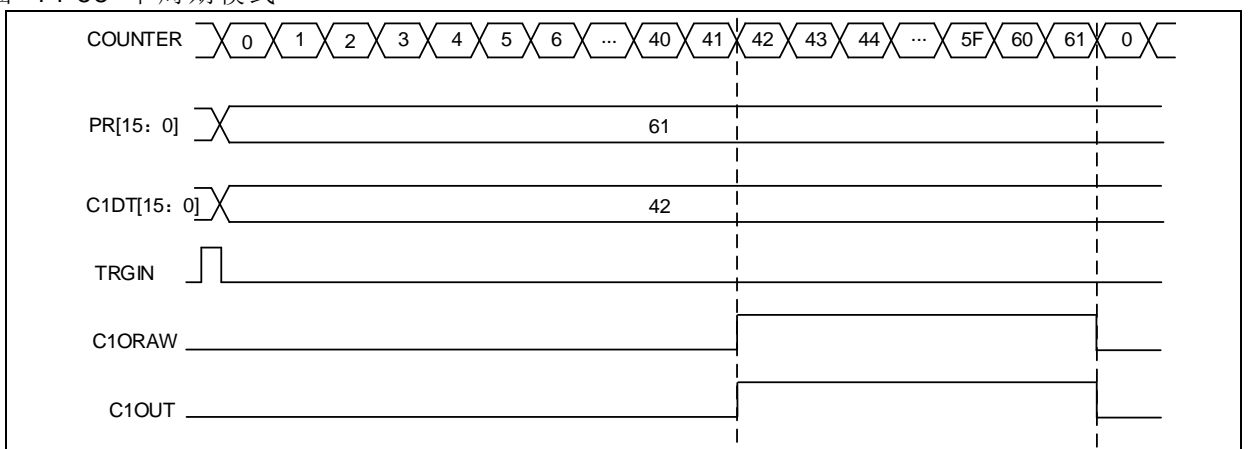 COUNTER 0 1 2 3 4 5 6 ... 40 41 42 43 44 ... 5F 60 61 0
PR[15：0] 61
C1DT[15：0] 42
TRGIN
C1ORAW
C1OUT